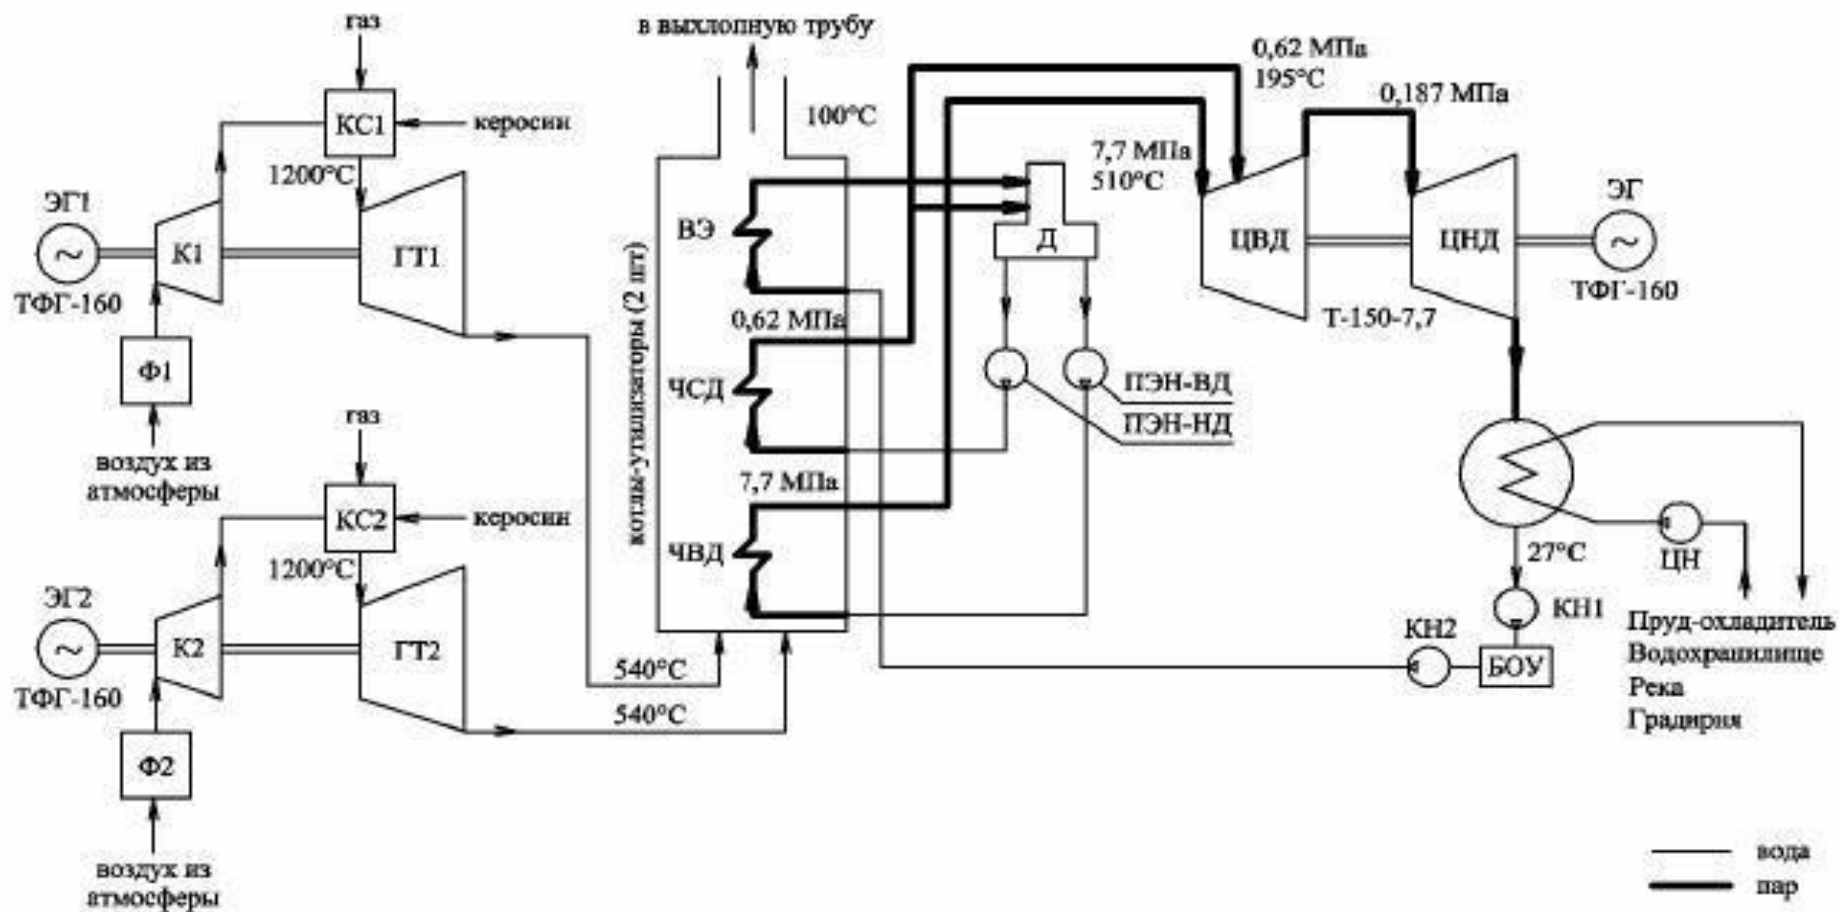 газ
КС1
керосин
1200°С
ЭГ1
К1
ГТ1
ТФГ-160
Ф1
воздух из
атмосферы
газ
КС2
керосин
1200°С
ЭГ2
К2
ГТ2
ТФГ-160
Ф2
воздух из
атмосферы
в выхлопную трубу
100°С
котлы-утилизаторы (2 шт)
ВЭ
0,62 МПа
ЧСД
7,7 МПа
ЧВД
540°С
540°С
Д
ПЭН-ВД
ПЭН-НД
0,62 МПа
195°С
0,187 МПа
7,7 МПа
510°С
ЦВД
ЦНД
ЭГ
ТФГ-160
Т-150-7,7
27°С
ЦН
КН1
КН2
БОУ
Пруд-охладитель
Водохранилище
Река
Градирня
вода
пар